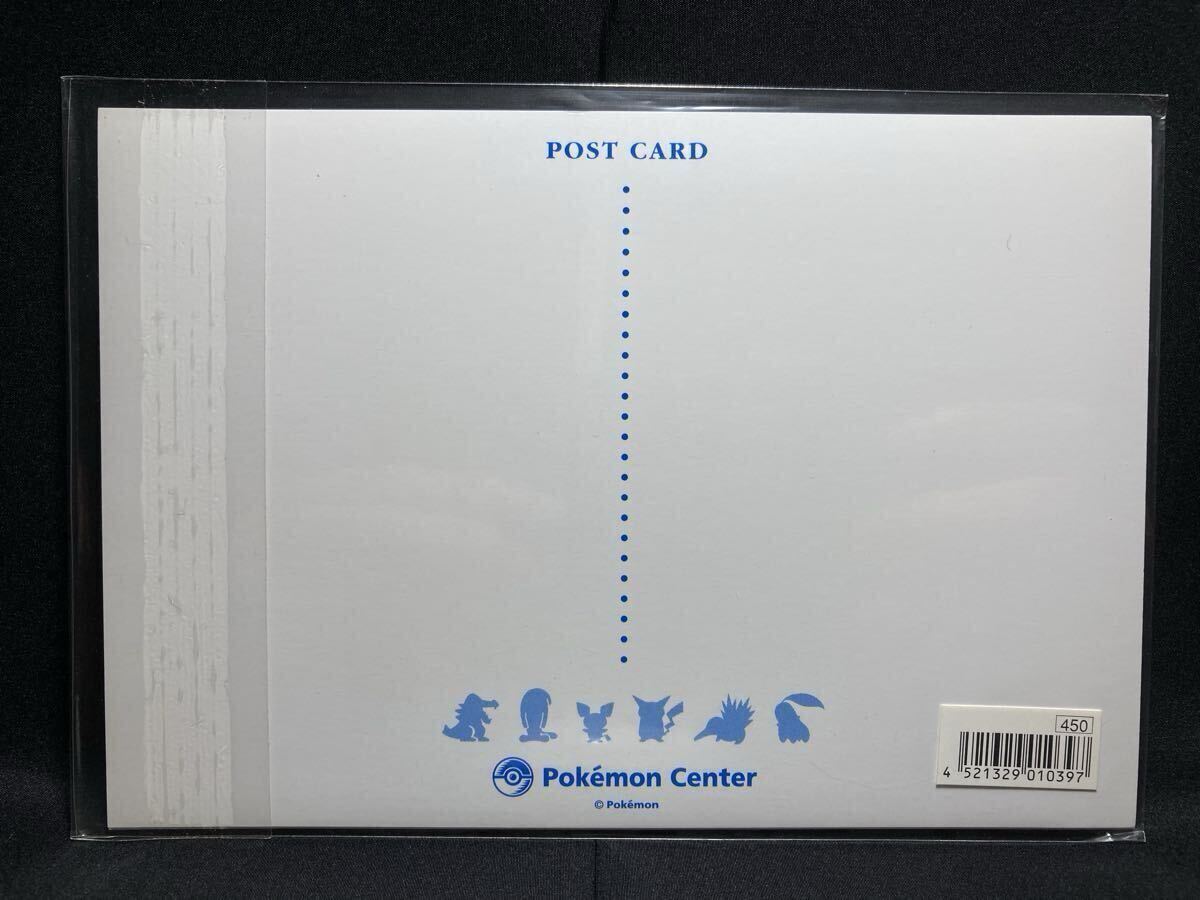 POST CARD
Pokémon Center
© Pokémon
450
4 521329 010397